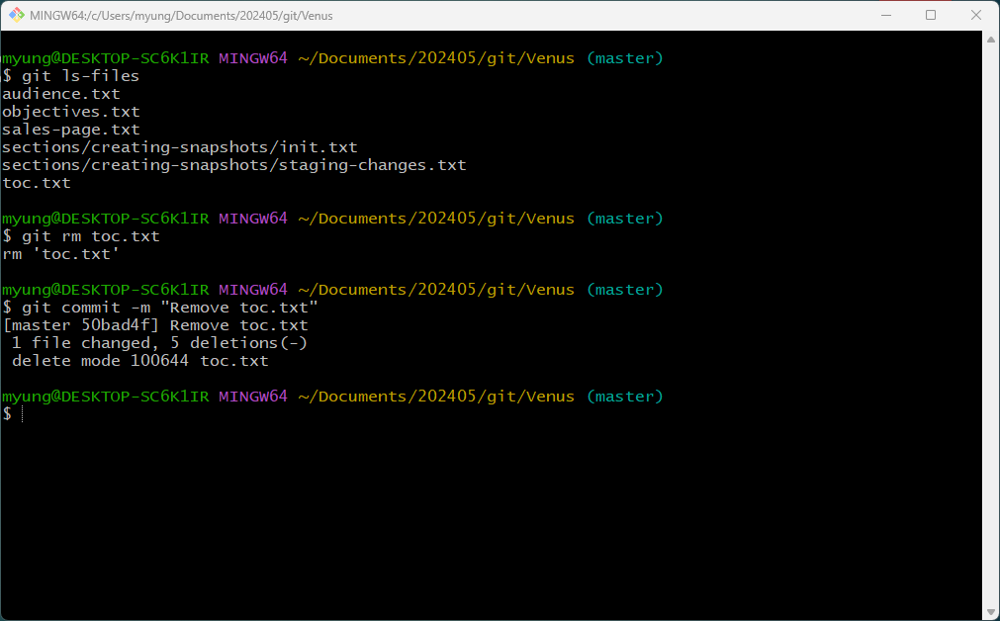 MINGW64:/c/Users/myung/Documents/202405/git/Venus
myung@DESKTOP-SC6K1IR MINGW64 ~/Documents/202405/git/Venus (master)
$ git ls-files
audience.txt
objectives.txt
sales-page.txt
sections/creating-snapshots/init.txt
sections/creating-snapshots/staging-changes.txt
toc.txt
myung@DESKTOP-SC6K1IR MINGW64 ~/Documents/202405/git/Venus (master)
$ git rm toc.txt
rm 'toc.txt'
myung@DESKTOP-SC6K1IR MINGW64 ~/Documents/202405/git/Venus (master)
$ git commit -m "Remove toc.txt"
[master 50bad4f] Remove toc.txt
 1 file changed, 5 deletions(-)
 delete mode 100644 toc.txt
myung@DESKTOP-SC6K1IR MINGW64 ~/Documents/202405/git/Venus (master)
$